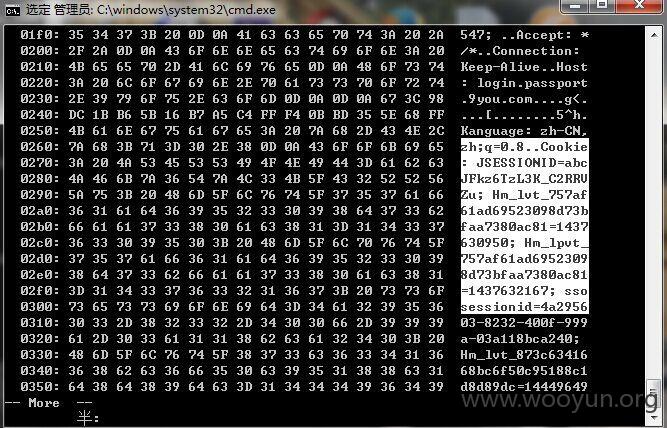 选定 管理员: C:\windows\system32\cmd.exe
01f0: 35 34 37 3B 20 0D 0A 41 63 63 65 70 74 3A 20 2A 547; ..Accept: *
0200: 2F 2A 0D 0A 43 6F 6E 6E 65 63 74 69 6F 6E 3A 20 /*..Connection:
0210: 4B 65 65 70 2D 41 6C 69 76 65 0D 0A 48 6F 73 74 Keep-Alive..Host
0220: 3A 20 6C 6F 67 69 6E 2E 70 61 73 73 70 6F 72 74 : login.passport
0230: 2E 39 79 6F 75 2E 63 6F 6D 0D 0A 0D 0A 67 3C 98 .9you.com....g<.
0240: DC 1B B6 5B 16 B7 A5 C4 FF F4 0B BD 35 5E 68 FF ...[........5^h.
0250: 4B 61 6E 67 75 61 67 65 3A 20 7A 68 2D 43 4E 2C Kanguage: zh-CN,
0260: 7A 68 3B 71 3D 30 2E 38 0D 0A 43 6F 6F 6B 69 65 zh;q=0.8..Cookie
0270: 3A 20 4A 53 45 53 53 49 4F 4E 49 44 3D 61 62 63 : JSESSIONID=abc
0280: 4A 46 6B 7A 36 54 7A 4C 33 4B 5F 43 32 52 52 56 JFkz6TzL3K_C2RRV
0290: 5A 75 3B 20 48 6D 5F 6C 76 74 5F 37 35 37 61 66 Zu; Hm_lvt_757af
02a0: 36 31 61 64 36 39 35 32 33 30 39 38 64 37 33 62 61ad69523098d73b
02b0: 66 61 61 37 33 38 30 61 63 38 31 3D 31 34 33 37 faa7380ac81=1437
02c0: 36 33 30 39 35 30 3B 20 48 6D 5F 6C 70 76 74 5F 630950; Hm_lpvt_
02d0: 37 35 37 61 66 36 31 61 64 36 39 35 32 33 30 39 757af61ad6952309
02e0: 38 64 37 33 62 66 61 61 37 33 38 30 61 63 38 31 8d73bfaa7380ac81
02f0: 3D 31 34 33 37 36 33 32 31 36 37 3B 20 73 73 6F =1437632167; sso
0300: 73 65 73 73 69 6F 6E 69 64 3D 34 61 32 39 35 36 sessionid=4a2956
0310: 30 33 2D 38 32 33 32 2D 34 30 30 66 2D 39 39 39 03-8232-400f-999
0320: 61 2D 30 33 61 31 31 38 62 63 61 32 34 30 3B 20 a-03a118bca240;
0330: 48 6D 5F 6C 76 74 5F 38 37 33 63 36 33 34 31 36 Hm_lvt_873c63416
0340: 36 38 62 63 36 66 35 30 63 39 35 31 38 38 63 31 68bc6f50c95188c1
0350: 64 38 64 38 39 64 63 3D 31 34 34 34 39 36 34 39 d8d89dc=14449649
-- More --
半:
www.wooyun.org